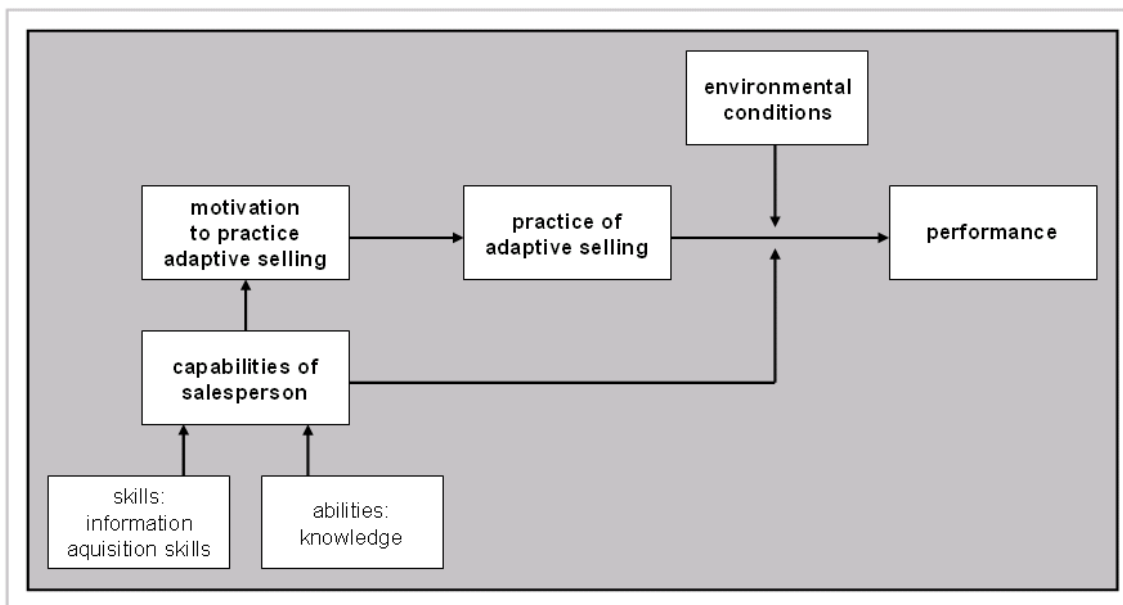 environmental
conditions
motivation
to practice
adaptive selling
practice of
adaptive selling
performance
capabilities of
salesperson
skills:
information
aquisition skills
abilities:
knowledge